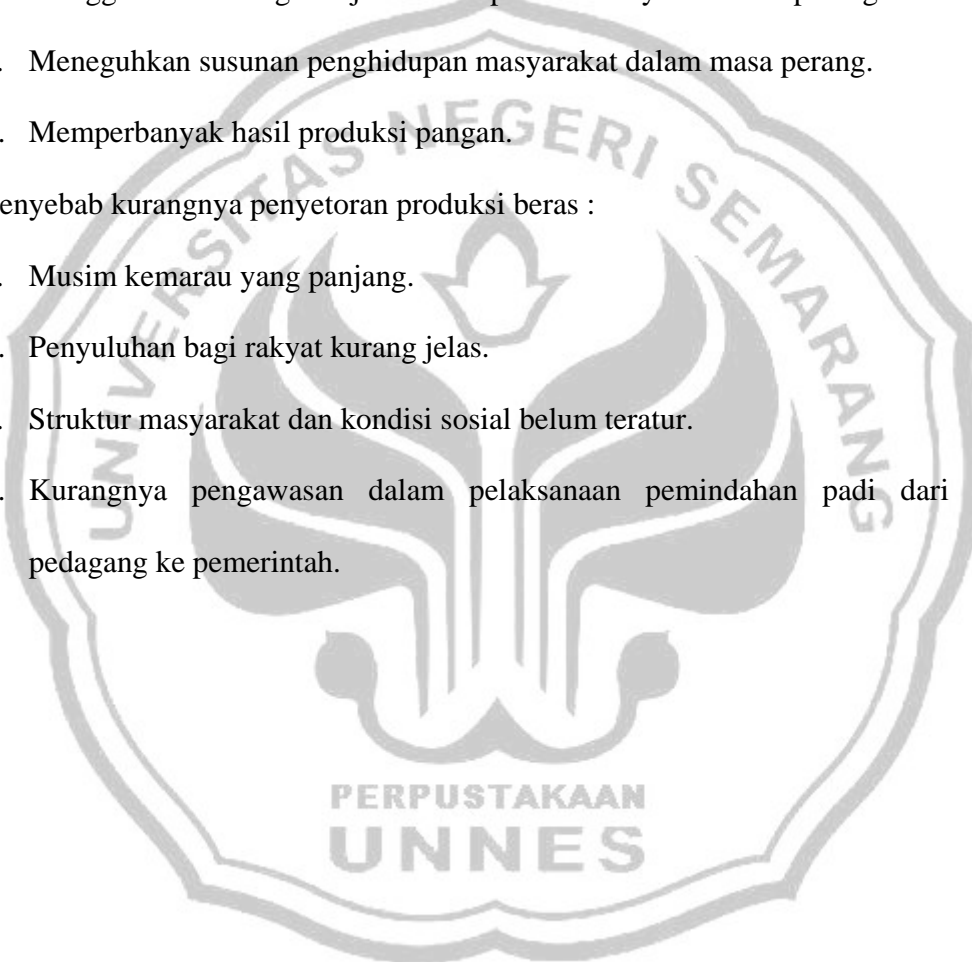 . Meneguhkan susunan penghidupan masyarakat dalam masa perang.
. Memperbanyak hasil produksi pangan.
enyebab kurangnya penyetoran produksi beras :
. Musim kemarau yang panjang.
. Penyuluhan bagi rakyat kurang jelas.
. Struktur masyarakat dan kondisi sosial belum teratur.
. Kurangnya pengawasan dalam pelaksanaan pemindahan padi dari
pedagang ke pemerintah.
UNIVERSITAS NEGERI SEMARANG
PERPUSTAKAAN
UNNES